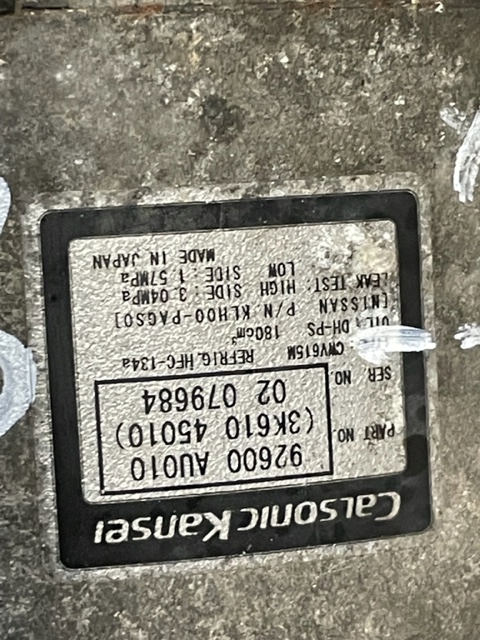 Calsonic Kansei
PART NO 92600 AU010
(3K610 45010)
SER NO. 02 079684
CWV615M REFRIG. HFC-134a
OIL: DH-PS 180cm³
[NISSAN P/N KLH00-PAGS0]
LEAK TEST: HIGH SIDE: 3.04MPa
LOW SIDE: 1.57MPa
MADE IN JAPAN